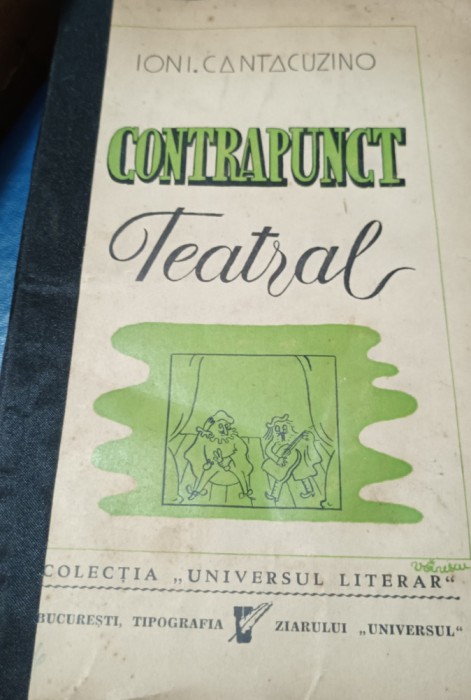 ION I. CANTACUZINO
CONTRAPUNCT
Teatral
COLECȚIA „UNIVERSUL LITERAR“
BUCUREȘTI, TIPOGRAFIA U ZIARULUI „UNIVERSUL“